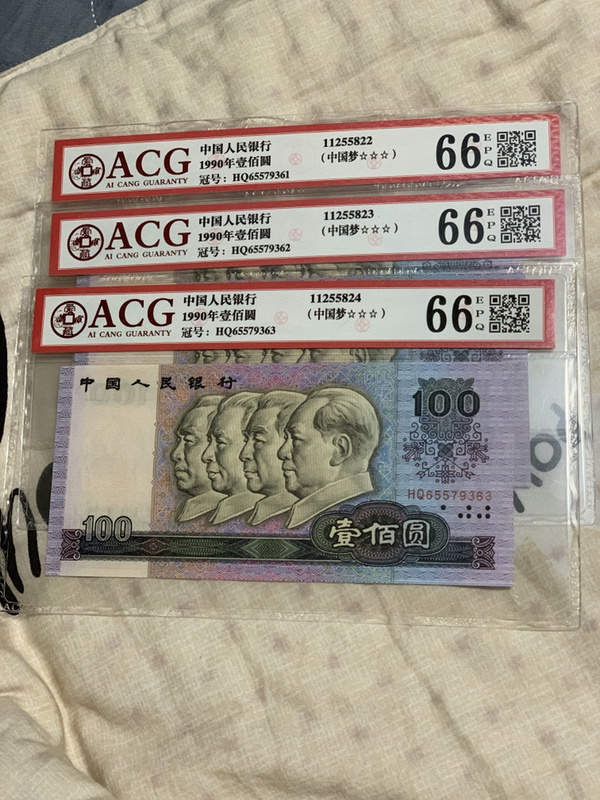 ACG
AI CANG GUARANTY
中国人民银行
1990年壹佰圆
冠号：HQ65579361
11255822
（中国梦☆☆☆）
66
EPQ
ACG
AI CANG GUARANTY
中国人民银行
1990年壹佰圆
冠号：HQ65579362
11255823
（中国梦☆☆☆）
66
EPQ
ACG
AI CANG GUARANTY
中国人民银行
1990年壹佰圆
冠号：HQ65579363
11255824
（中国梦☆☆☆）
66
EPQ
中國人民銀行
100
HQ65579363
100
壹佰圆